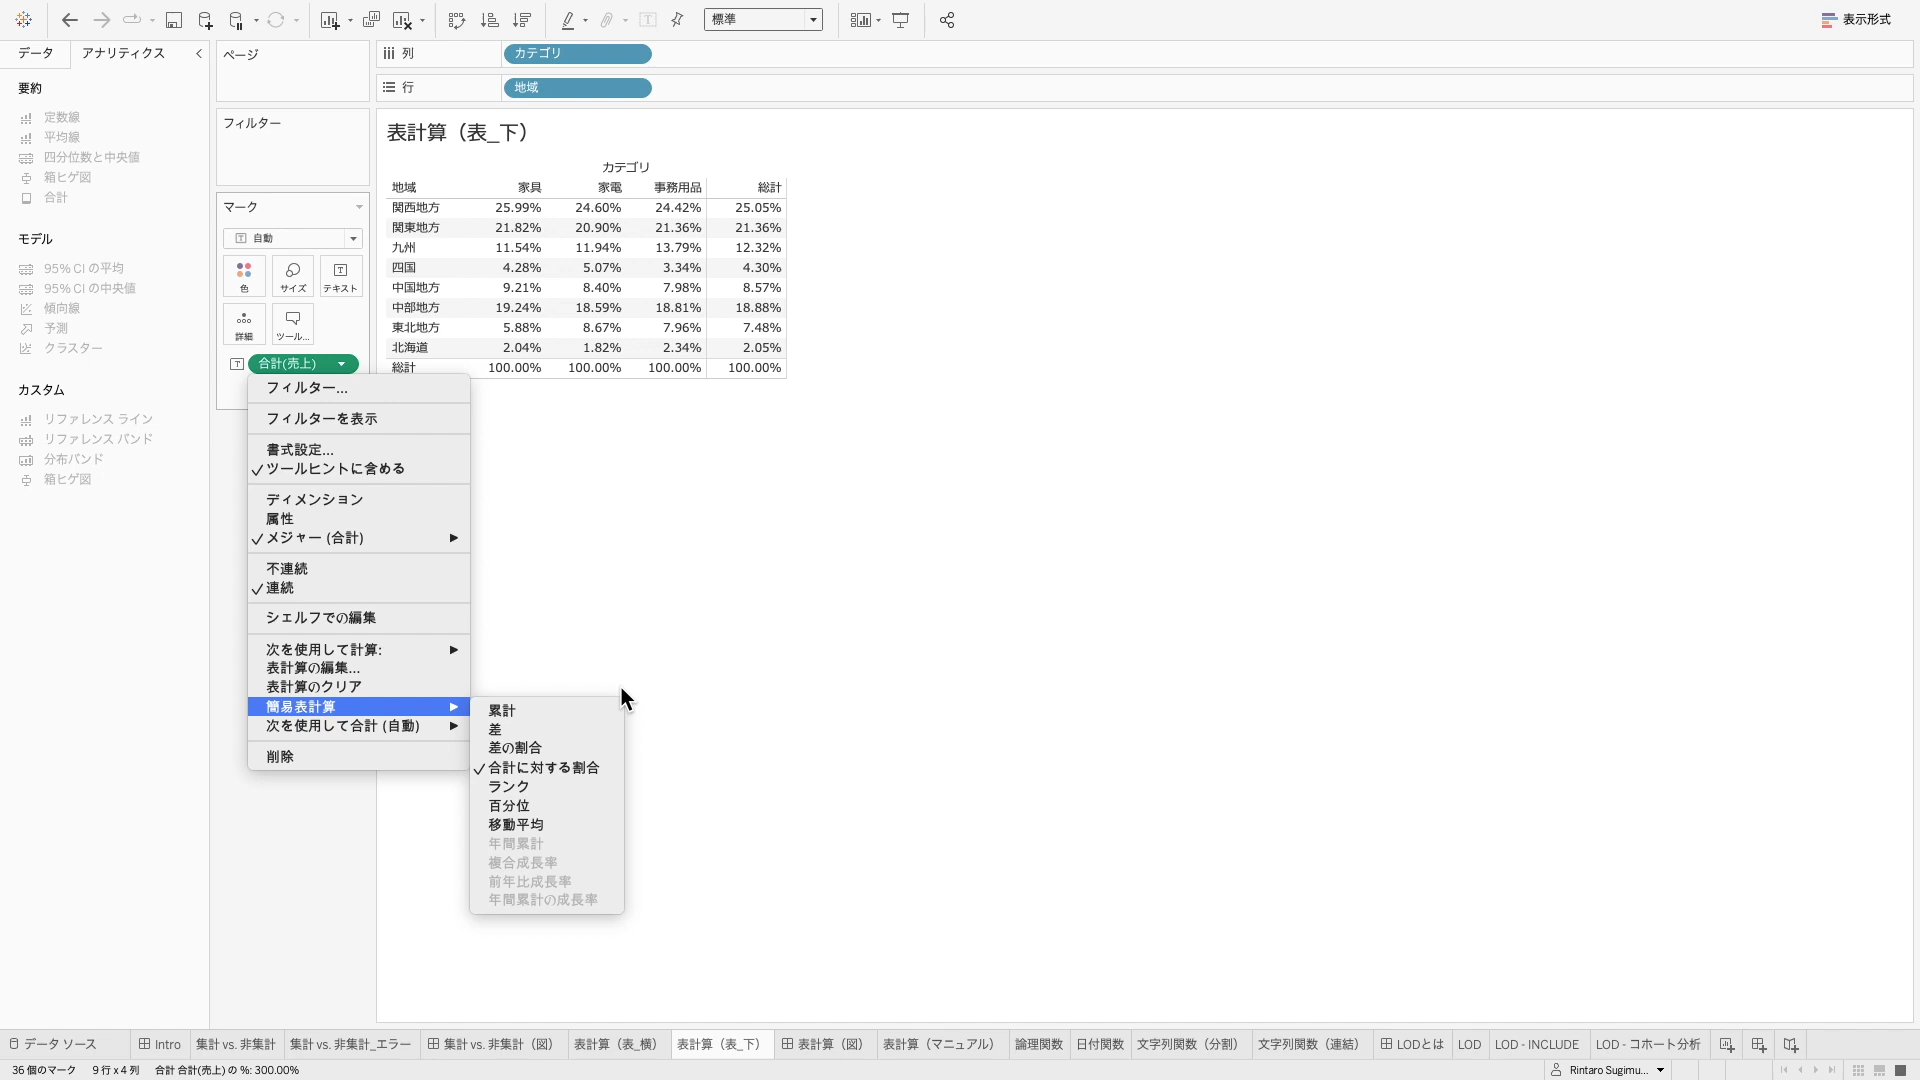 標準
表示形式
データ
アナリティクス
要約
定数線
平均線
四分位数と中央値
箱ヒゲ図
合計
モデル
95% CI の平均
95% CI の中央値
傾向線
予測
クラスター
カスタム
リファレンス ライン
リファレンス バンド
分布バンド
箱ヒゲ図
ページ
フィルター
マーク
自動
色 サイズ テキスト
詳細 ツール...
合計(売上)
列 カテゴリ
行 地域
表計算（表_下）
カテゴリ
地域 家具 家電 事務用品 総計
関西地方 25.99% 24.60% 24.42% 25.05%
関東地方 21.82% 20.90% 21.36% 21.36%
九州 11.54% 11.94% 13.79% 12.32%
四国 4.28% 5.07% 3.34% 4.30%
中国地方 9.21% 8.40% 7.98% 8.57%
中部地方 19.24% 18.59% 18.81% 18.88%
東北地方 5.88% 8.67% 7.96% 7.48%
北海道 2.04% 1.82% 2.34% 2.05%
総計 100.00% 100.00% 100.00% 100.00%
フィルター...
フィルターを表示
書式設定...
ツールヒントに含める
ディメンション
属性
メジャー (合計)
不連続
連続
シェルフでの編集
次を使用して計算:
表計算の編集...
表計算のクリア
簡易表計算
次を使用して合計 (自動)
削除
累計
差
差の割合
合計に対する割合
ランク
百分位
移動平均
年間累計
複合成長率
前年比成長率
年間累計の成長率
データ ソース Intro 集計 vs. 非集計 集計 vs. 非集計_エラー 集計 vs. 非集計（図） 表計算（表_横） 表計算（表_下） 表計算（図） 表計算（マニュアル） 論理関数 日付関数 文字列関数（分割） 文字列関数（連結） LODとは LOD LOD - INCLUDE LOD - コホート分析
36 個のマーク 9 行 x 4 列 合計 合計(売上) の %: 300.00% Rintaro Sugimu...